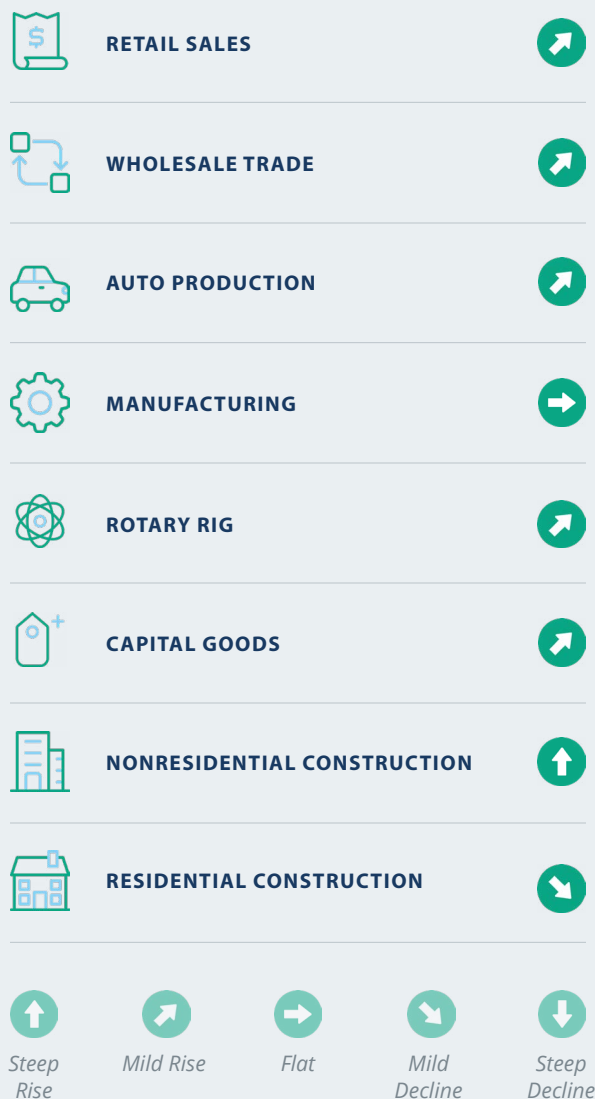 $
RETAIL SALES
WHOLESALE TRADE
AUTO PRODUCTION
MANUFACTURING
ROTARY RIG
CAPITAL GOODS
NONRESIDENTIAL CONSTRUCTION
RESIDENTIAL CONSTRUCTION
Steep
Rise
Mild Rise
Flat
Mild
Decline
Steep
Decline